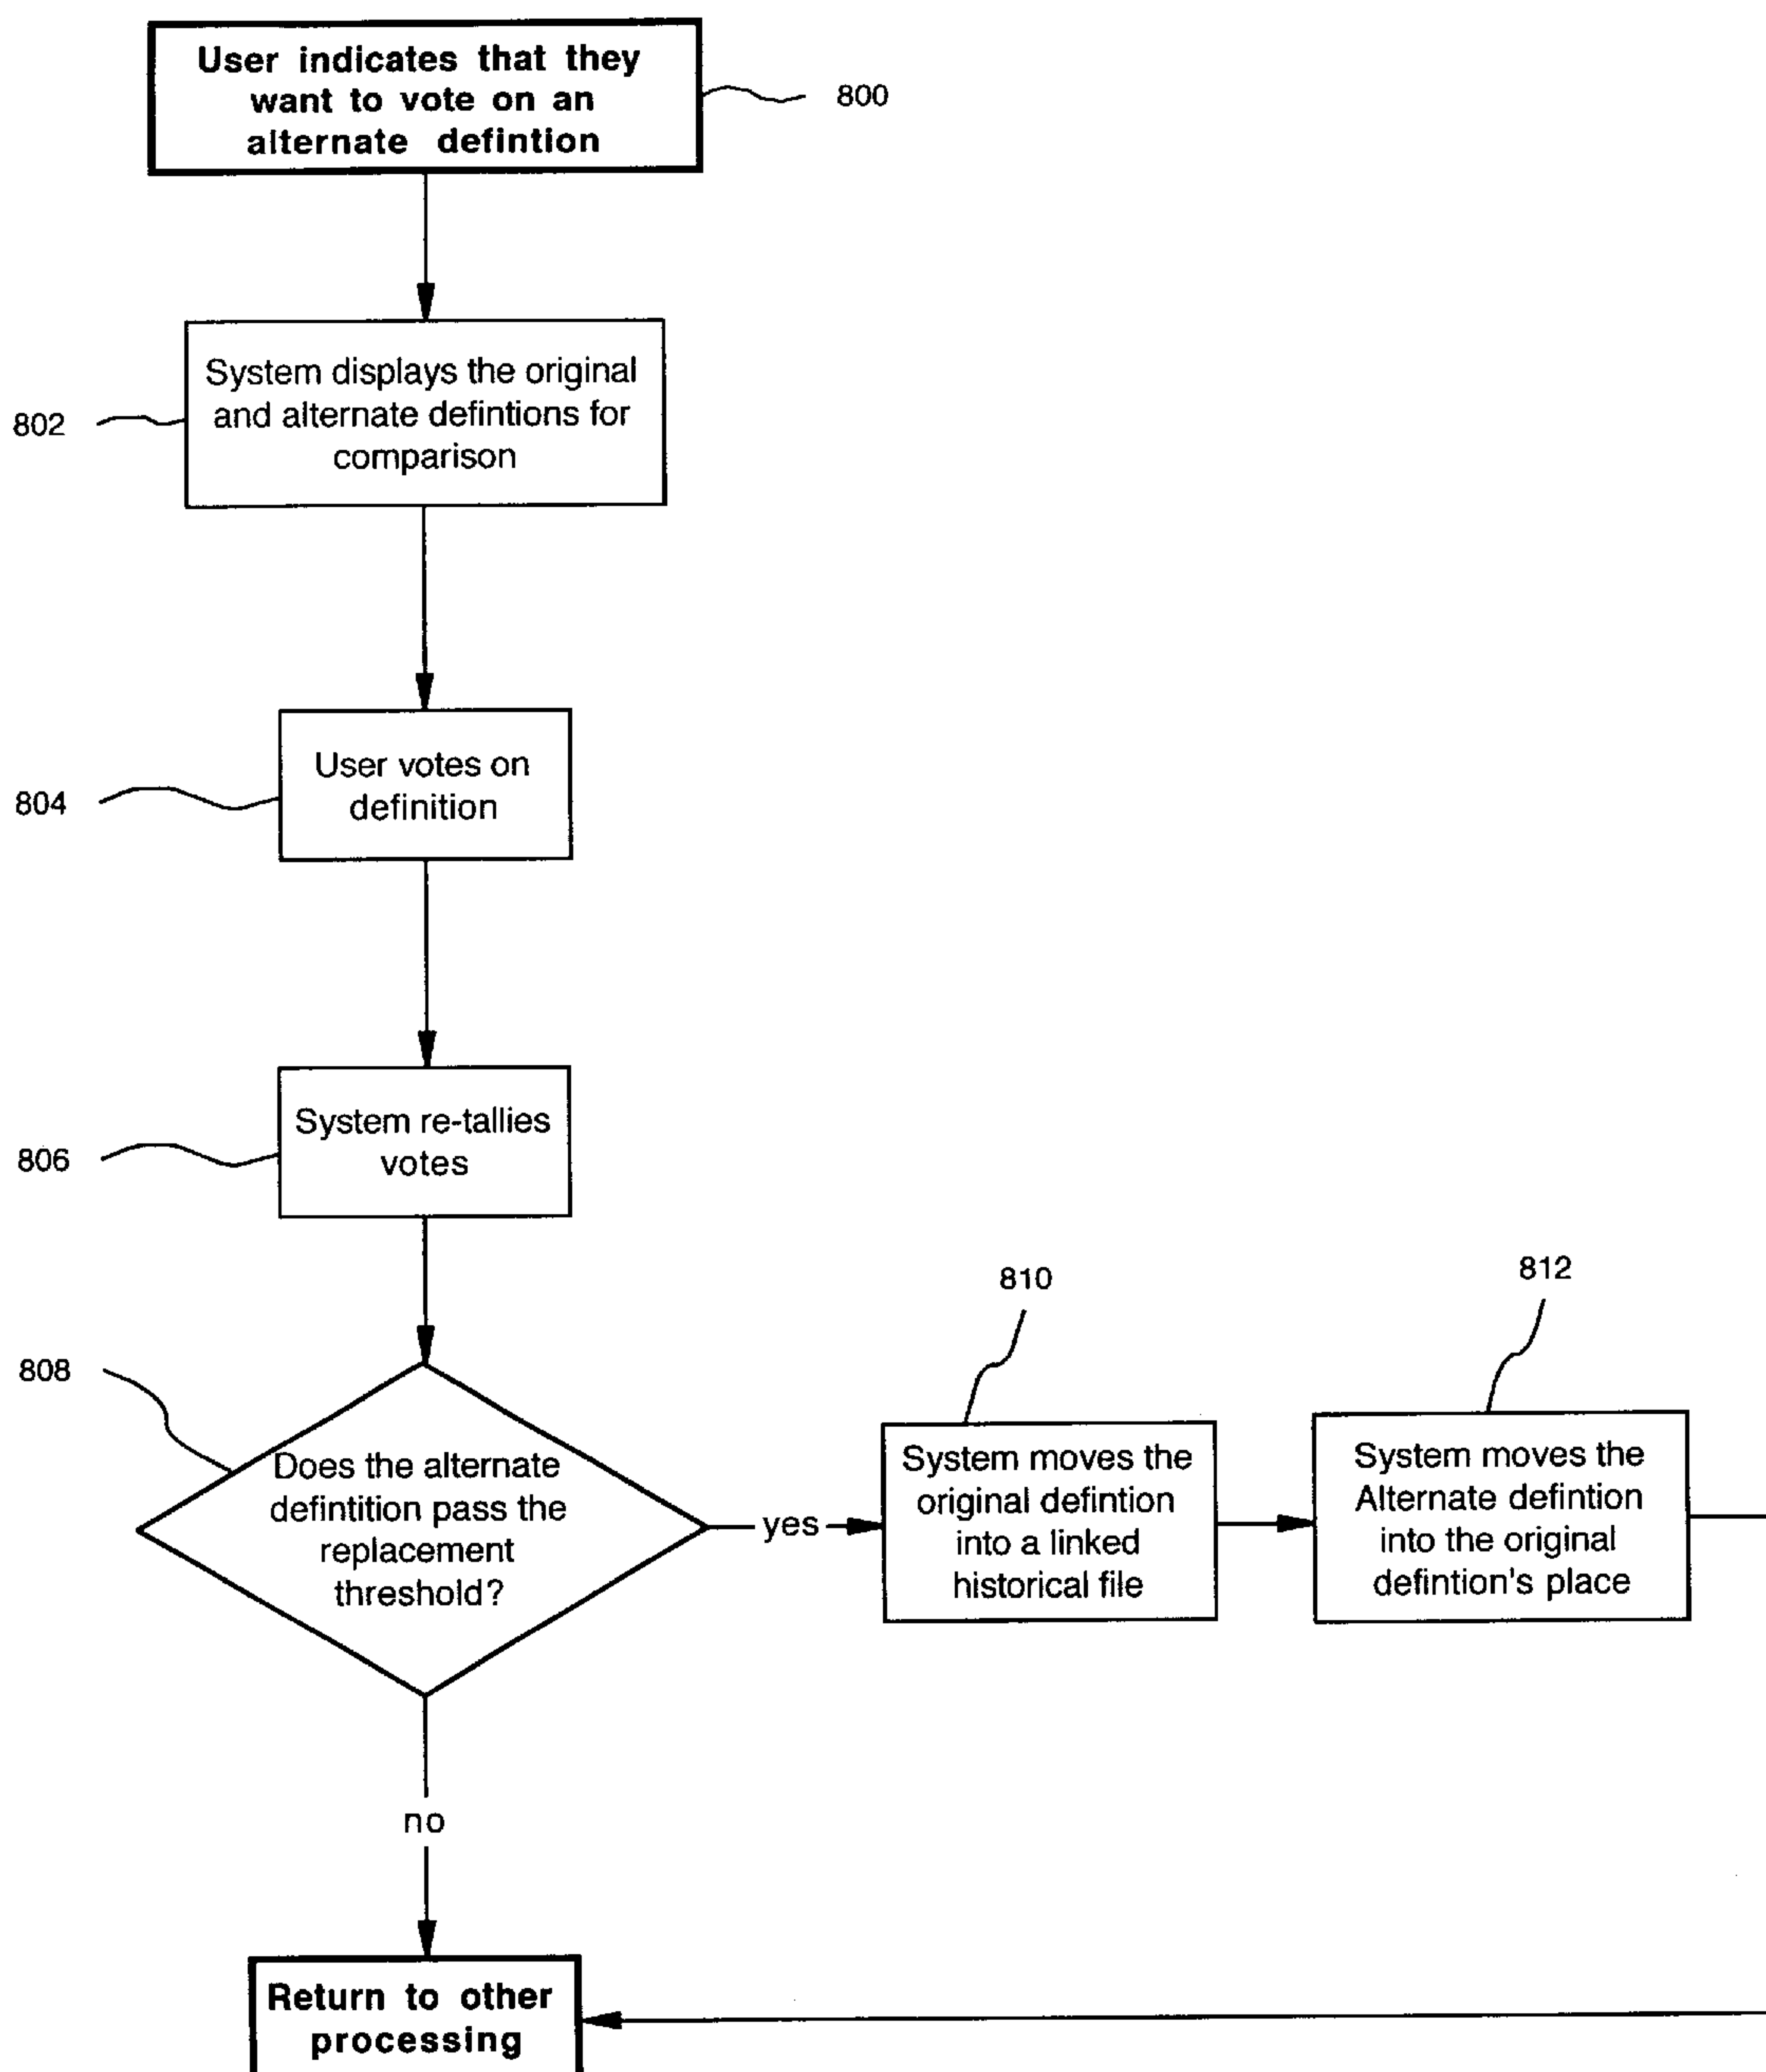 User indicates that they
want to vote on an
alternate defintion
800
System displays the original
and alternate defintions for
comparison
802
User votes on
definition
804
System re-tallies
votes
806
808
Does the alternate
defintition pass the
replacement
threshold?
yes
810
System moves the
original defintion
into a linked
historical file
812
System moves the
Alternate defintion
into the original
defintion's place
no
Return to other
processing